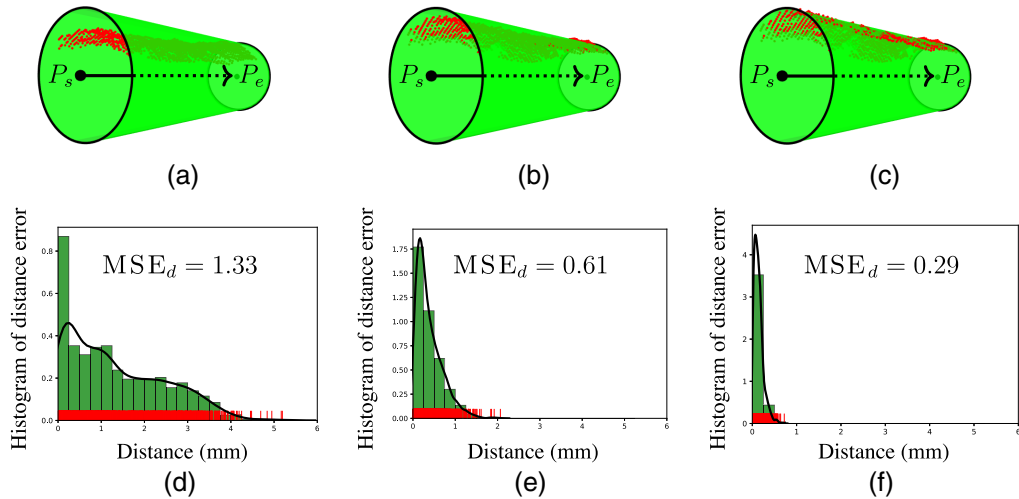 P_s P_e
P_s P_e
P_s P_e
(a)
(b)
(c)
Histogram of distance error
0.8
0.6
0.4
0.2
0.0
MSE_d = 1.33
0 1 2 3 4 5 6
Distance (mm)
(d)
Histogram of distance error
1.75
1.50
1.25
1.00
0.75
0.50
0.25
0.00
MSE_d = 0.61
0 1 2 3 4 5 6
Distance (mm)
(e)
Histogram of distance error
4
3
2
1
0
MSE_d = 0.29
0 1 2 3 4 5 6
Distance (mm)
(f)